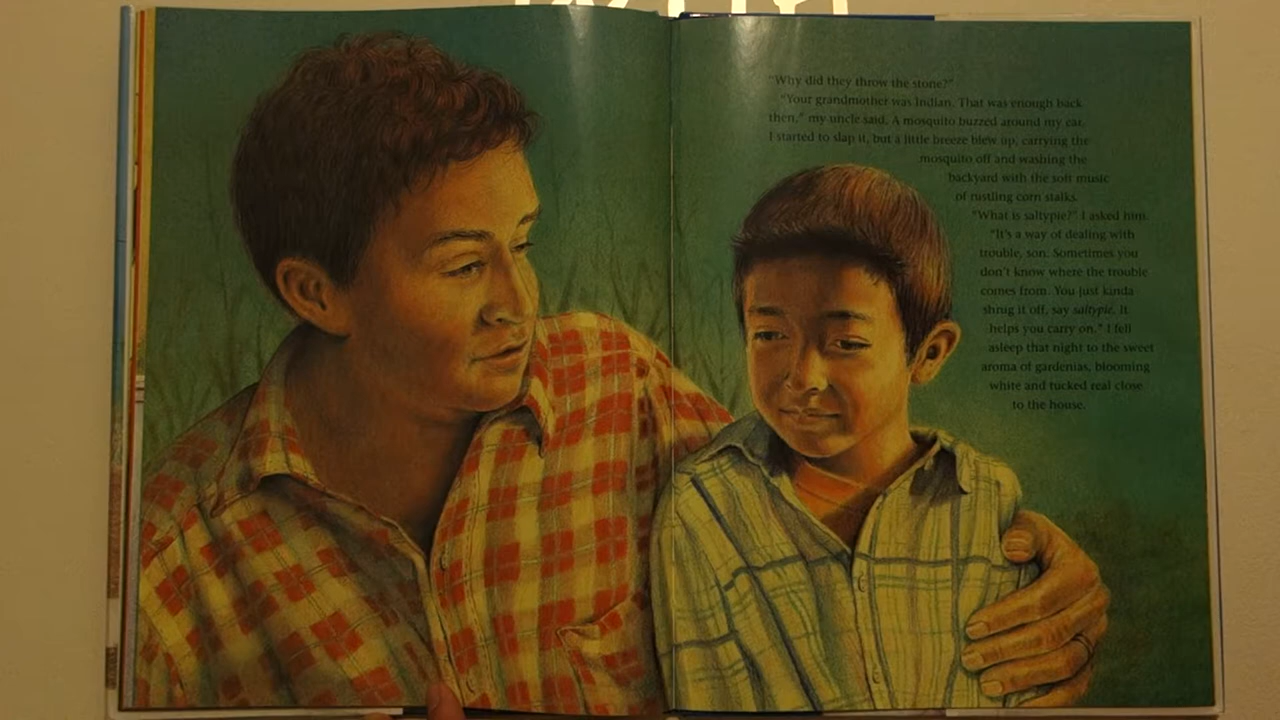 "Why did they throw the stone?"
"Your grandmother was Indian. That was enough back
then," my uncle said. A mosquito buzzed around my ear.
I started to slap it, but a little breeze blew up, carrying the
mosquito off and washing the
backyard with the soft music
of rustling corn stalks.
"What is saltypie?" I asked him.
"It's a way of dealing with
trouble, son. Sometimes you
don't know where the trouble
comes from. You just kinda
shrug it off, say saltypie. It
helps you carry on." I fell
asleep that night to the sweet
aroma of gardenias, blooming
white and tucked real close
to the house.